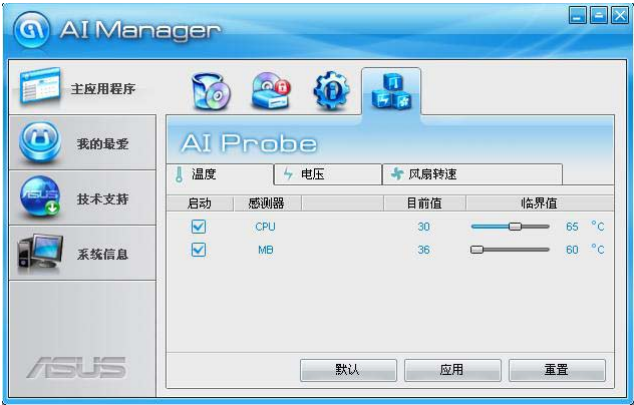 AI Manager
主应用程序
我的最爱
技术支持
系统信息
ASUS
AI Probe
温度 电压 风扇转速
启动 感测器 目前值 临界值
CPU 30 65 °C
MB 36 60 °C
默认 应用 重置
/ISUS